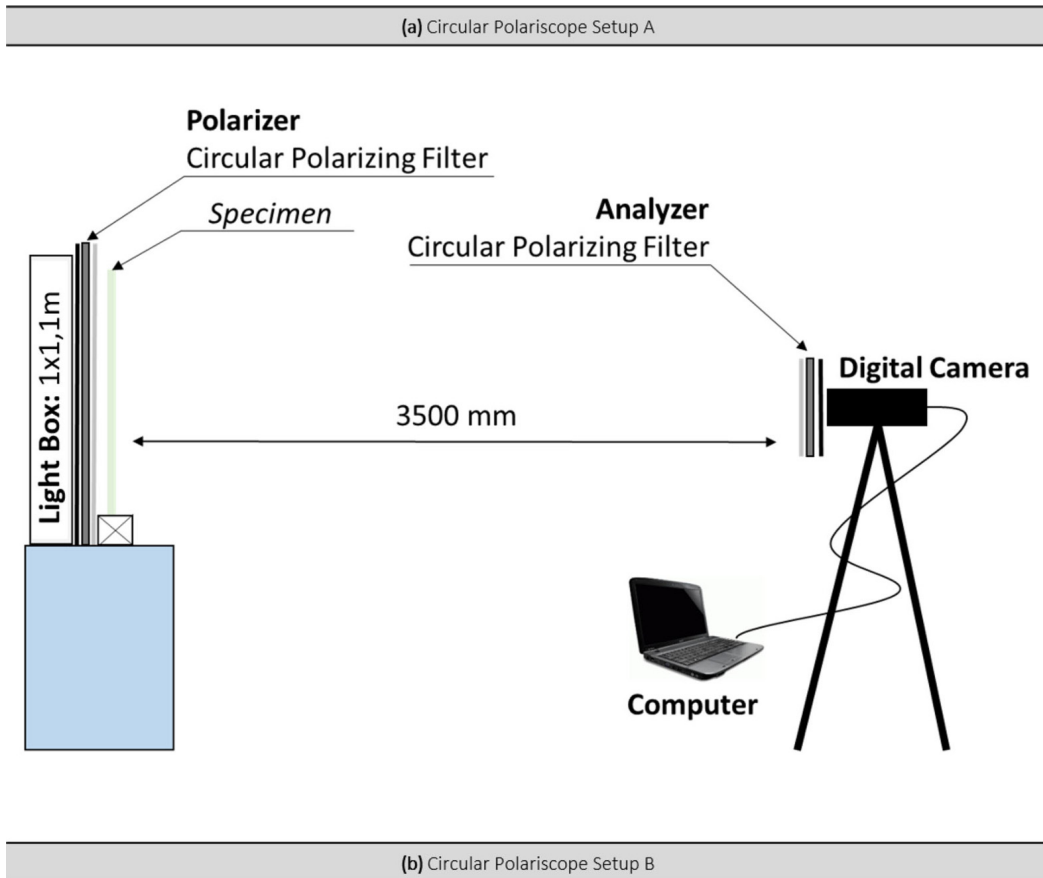 (a) Circular Polariscope Setup A
Polarizer
Circular Polarizing Filter
Specimen
Analyzer
Circular Polarizing Filter
Light Box: 1x1,1m
Digital Camera
3500 mm
Computer
(b) Circular Polariscope Setup B